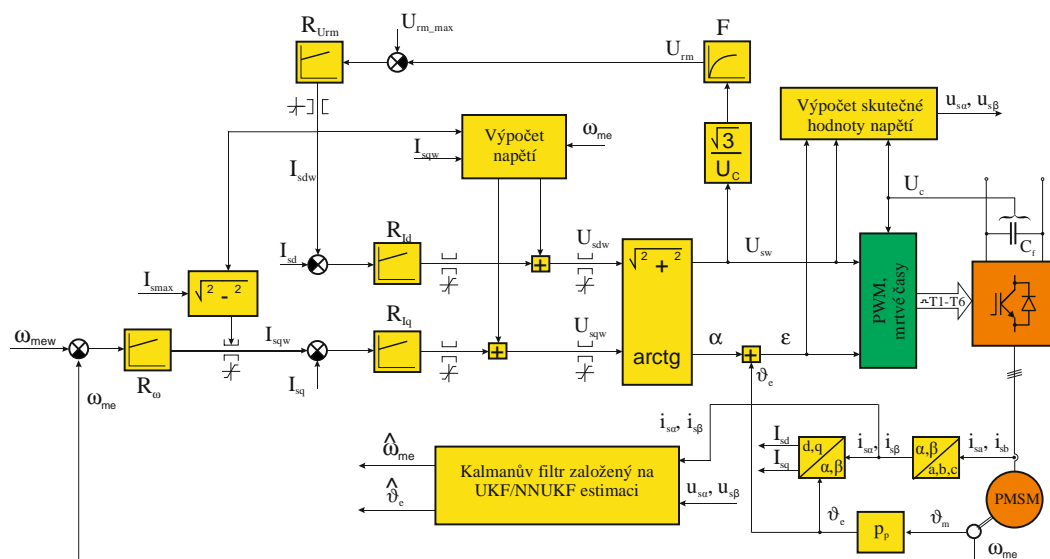 R_Urm
U_rm_max
U_rm
F
Výpočet skutečné
hodnoty napětí
u_sα, u_sβ
√3
U_C
I_sqw
Výpočet
napětí
ω_me
I_sdw
U_c
C_f
I_sd
R_Id
U_sdw
√ 2 + 2
U_sw
PWM,
mrtvé časy
T1-T6
I_smax
√ 2 - 2
I_sqw
R_Iq
U_sqw
α
ε
arctg
ω_mew
R_ω
I_sq
ϑ_e
ω_me
i_sα, i_sβ
I_sd
I_sq
d,q
α,β
i_sα, i_sβ
α,β
a,b,c
i_sa, i_sb
ω̂_me
ϑ̂_e
Kalmanův filtr založený na
UKF/NNUKF estimaci
u_sα, u_sβ
PMSM
ϑ_e
p_p
ϑ_m
ω_me